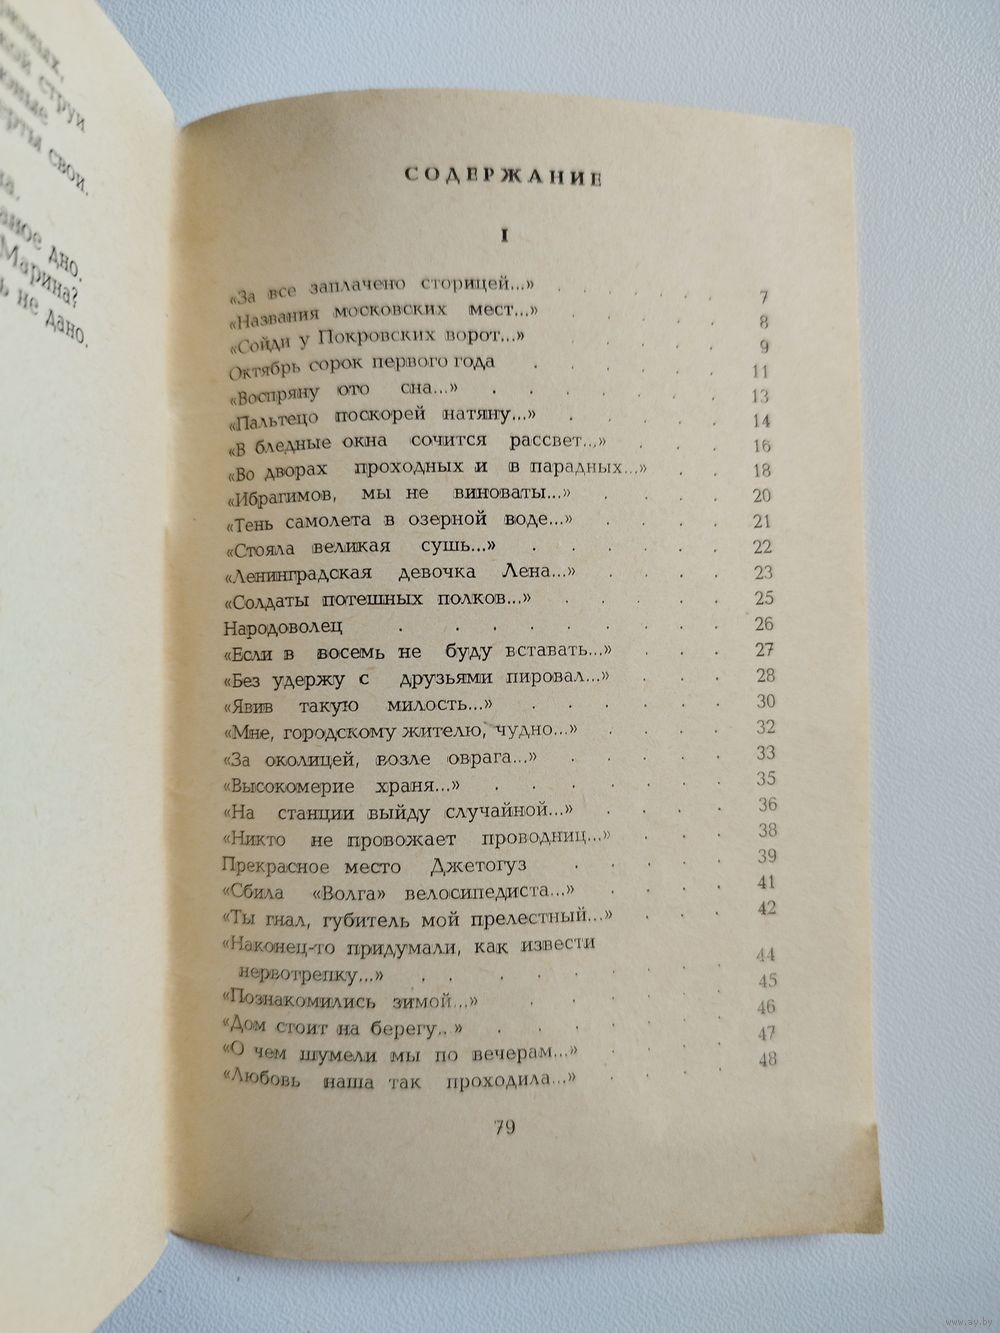 струи
свои.
дно.
Марина?
не дано.
СОДЕРЖАНИЕ
I
«За все заплачено сторицей...» . . . . . . 7
«Названия московских мест...» . . . . . 8
«Сойди у Покровских ворот...» . . . . . 9
Октябрь сорок первого года . . . . . 11
«Воспряну ото сна...» . . . . . . . 13
«Пальтецо поскорей натяну...» . . . . . 14
«В бледные окна сочится рассвет...» . . . 16
«Во дворах проходных и в парадных...» . . 18
«Ибрагимов, мы не виноваты...» . . . . 20
«Тень самолета в озерной воде...» . . . . 21
«Стояла великая сушь...» . . . . . . 22
«Ленинградская девочка Лена...» . . . . 23
«Солдаты потешных полков...» . . . . . 25
Народоволец . . . . . . . . . 26
«Если в восемь не буду вставать...» . . . 27
«Без удержу с друзьями пировал...» . . . 28
«Явив такую милость...» . . . . . . 30
«Мне, городскому жителю, чудно...» . . . . 32
«За околицей, возле оврага...» . . . . . 33
«Высокомерие храня...» . . . . . . . 35
«На станции выйду случайной...» . . . . 36
«Никто не провожает проводниц...» . . . 38
Прекрасное место Джетогуз . . . . . 39
«Сбила «Волга» велосипедиста...» . . . . 41
«Ты гнал, губитель мой прелестный...» . . . 42
«Наконец-то придумали, как извести
нервотрепку...» . . . . . . . . . 44
«Познакомились зимой...» . . . . . . 45
«Дом стоит на берегу.. » . . . . . . . 46
«О чем шумели мы по вечерам...» . . . . 47
«Любовь наша так проходила...» . . . . 48
79
www.ay.by